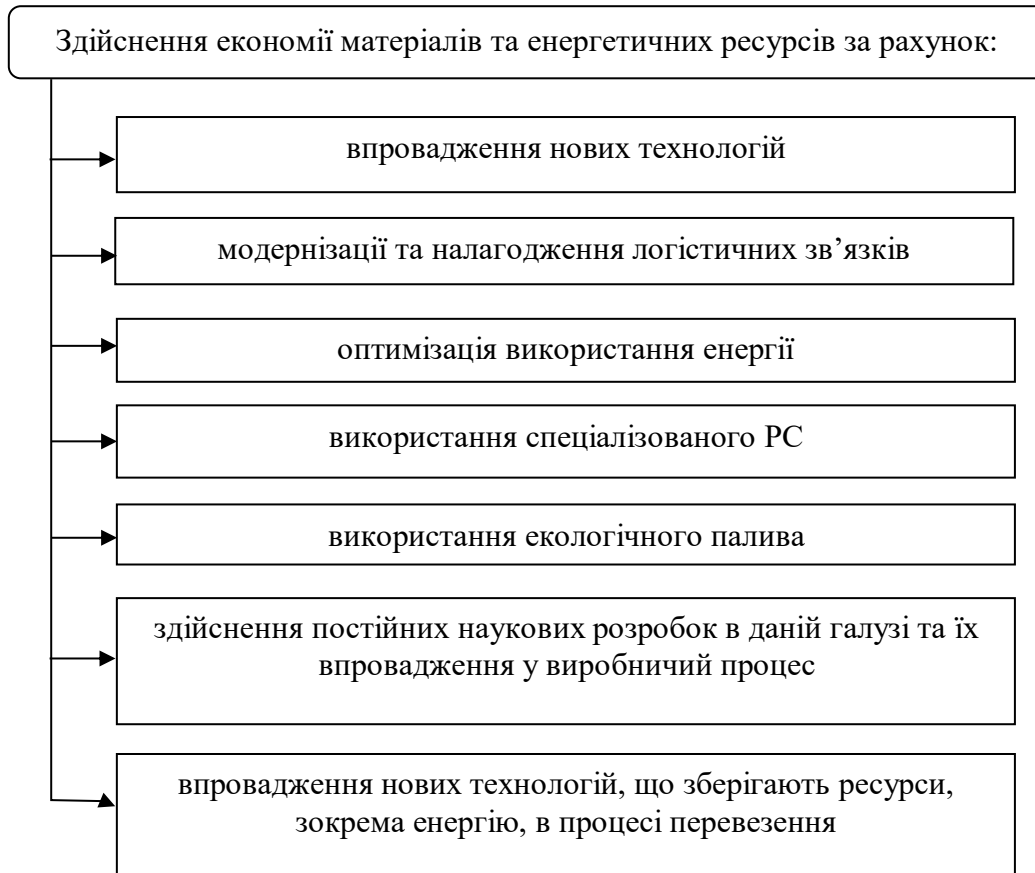 Здійснення економії матеріалів та енергетичних ресурсів за рахунок:
впровадження нових технологій
модернізації та налагодження логістичних зв’язків
оптимізація використання енергії
використання спеціалізованого РС
використання екологічного палива
здійснення постійних наукових розробок в даній галузі та їх
впровадження у виробничий процес
впровадження нових технологій, що зберігають ресурси,
зокрема енергію, в процесі перевезення